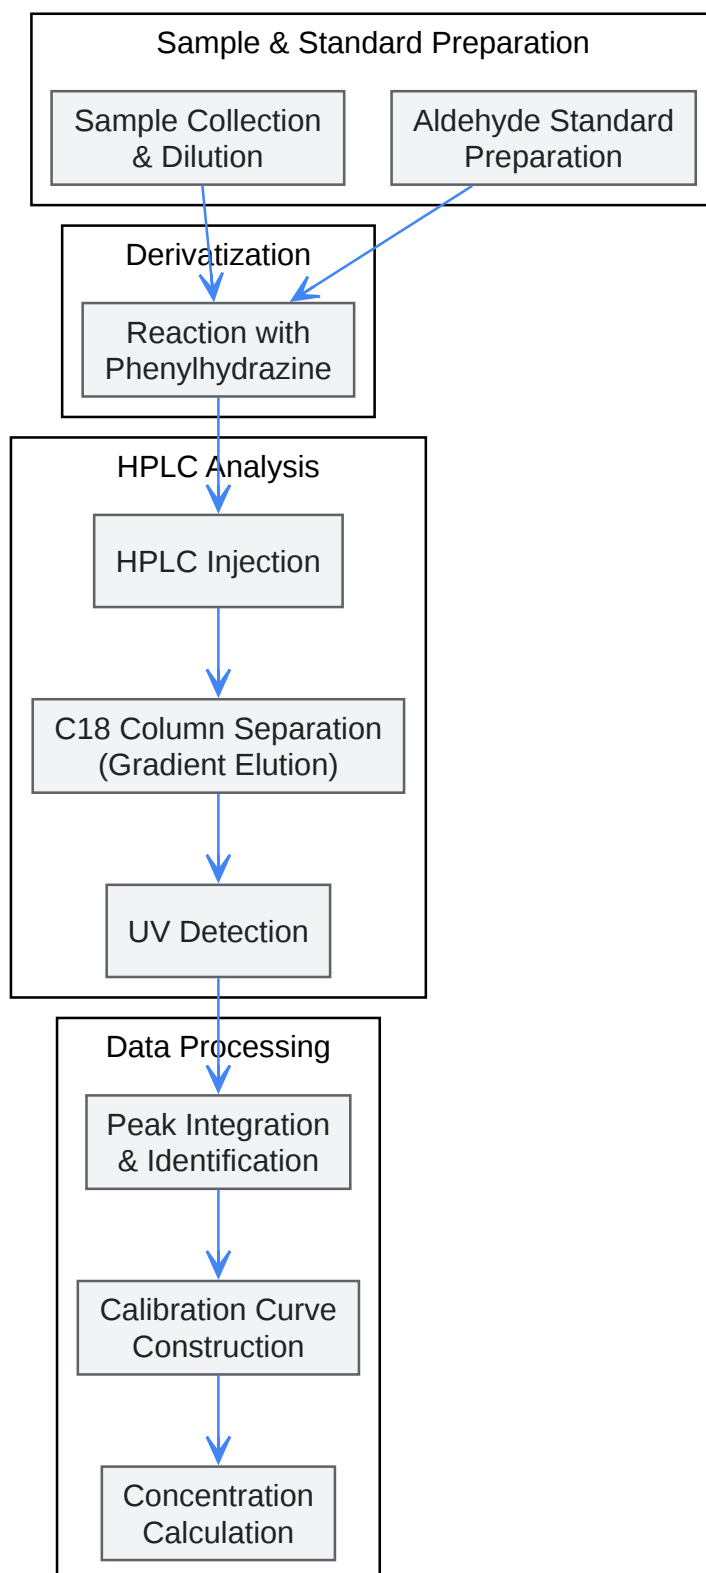 Sample & Standard Preparation
Sample Collection
& Dilution
Aldehyde Standard
Preparation
Derivatization
Reaction with
Phenylhydrazine
HPLC Analysis
HPLC Injection
C18 Column Separation
(Gradient Elution)
UV Detection
Data Processing
Peak Integration
& Identification
Calibration Curve
Construction
Concentration
Calculation